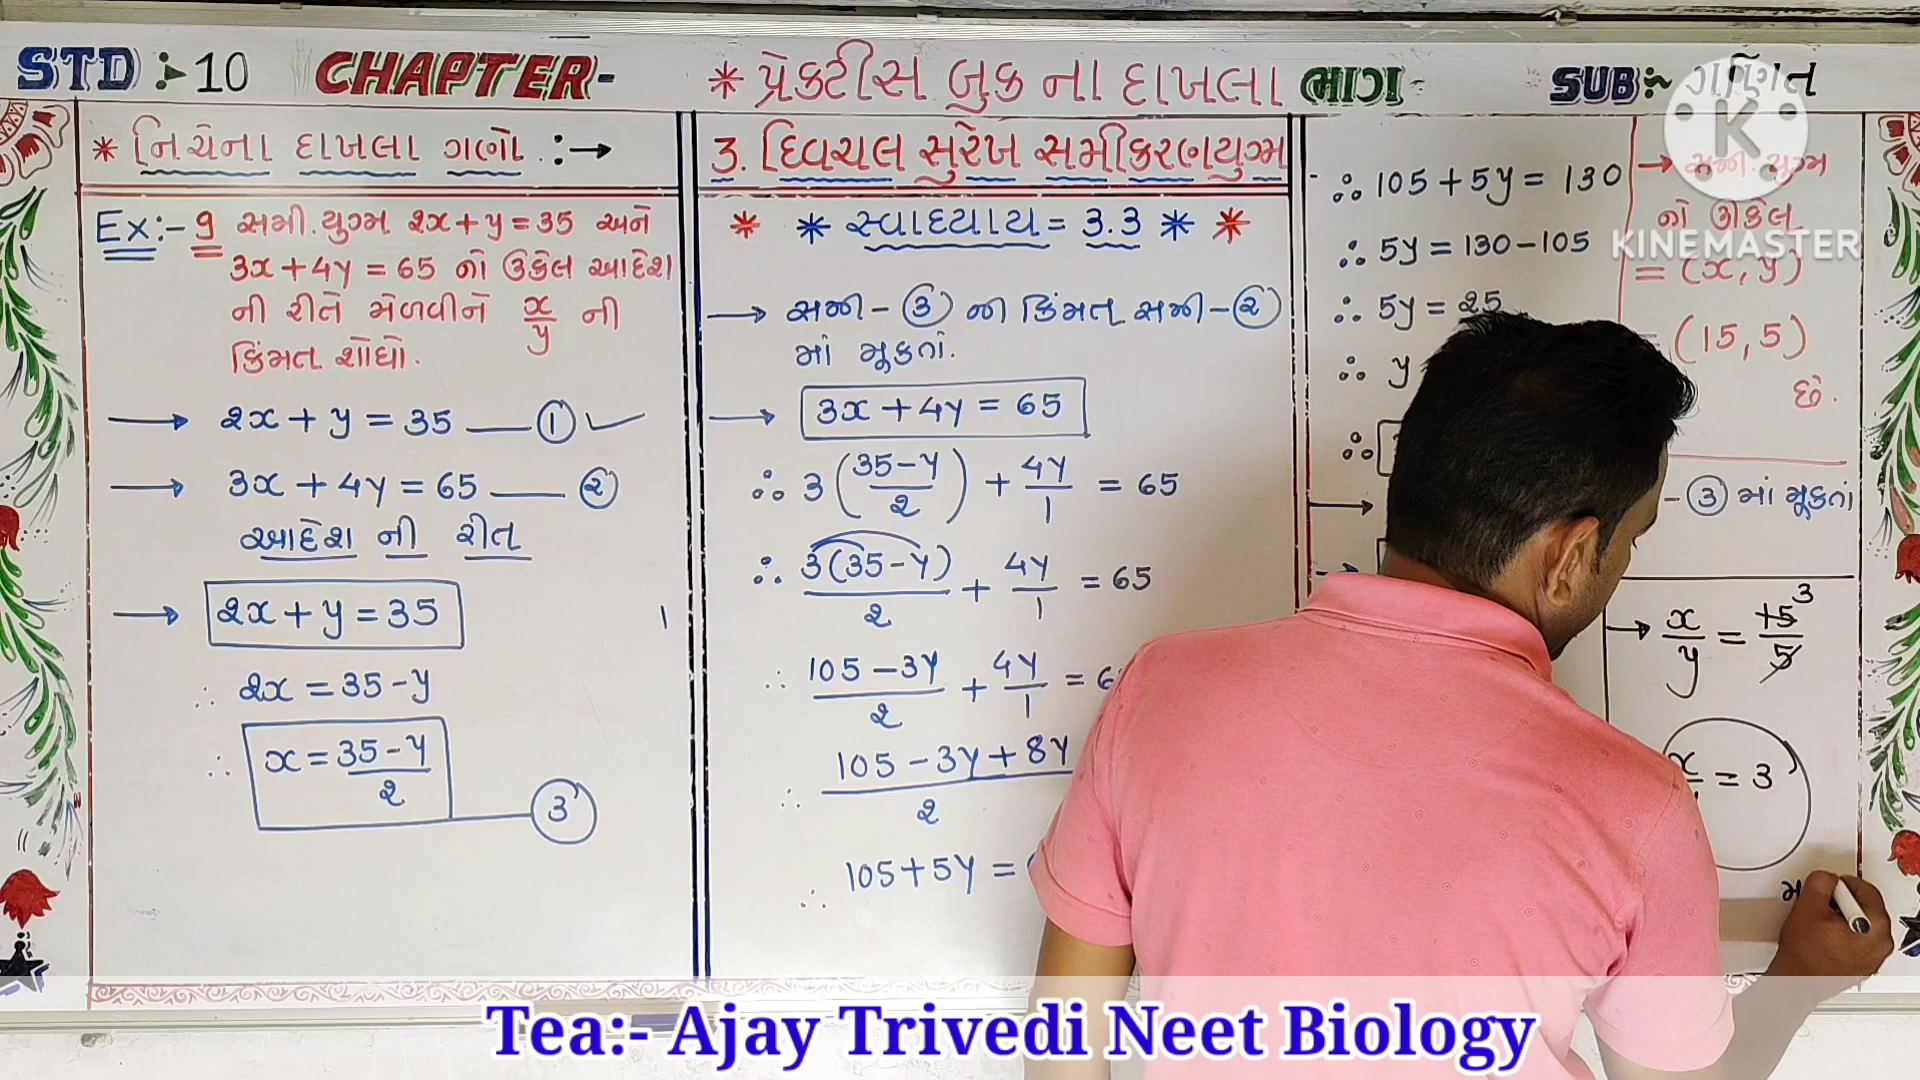 STD :- 10 CHAPTER- * પ્રેક્ટીસ બુક ના દાખલા ભાગ - SUB:- ગણિત
* નિચેના દાખલા ગણો. :→
Ex:- 9 સમી. યુગ્મ 2x + y = 35 અને
3x + 4y = 65 નો ઉકેલ આદેશ
ની રીતે મેળવીને x/y ની
કિંમત શોધો.
→ 2x + y = 35 —— ①
→ 3x + 4y = 65 —— ②
આદેશ ની રીત
→ 2x + y = 35
∴ 2x = 35 - y
∴ x = 35 - y / 2 —— ③
3. દ્વિચલ સુરેખ સમીકરણયુગ્મ
* * સ્વાધ્યાય = 3.3 * *
→ સમી - ③ ની કિંમત સમી - ②
માં મૂકતાં.
→ 3x + 4y = 65
∴ 3 (35 - y / 2) + 4y / 1 = 65
∴ 3(35 - y) / 2 + 4y / 1 = 65
∴ 105 - 3y / 2 + 4y / 1 = 6
∴ 105 - 3y + 8y / 2
∴ 105 + 5y =
∴ 105 + 5y = 130
∴ 5y = 130 - 105
∴ 5y = 25
∴ y
→ સમી. યુગ્મ
નો ઉકેલ
= (x, y)
= (15, 5)
છે.
- ③ માં મૂકતાં
→ x/y = 15/5 3
x = 3
KINEMASTER
K
Tea:- Ajay Trivedi Neet Biology